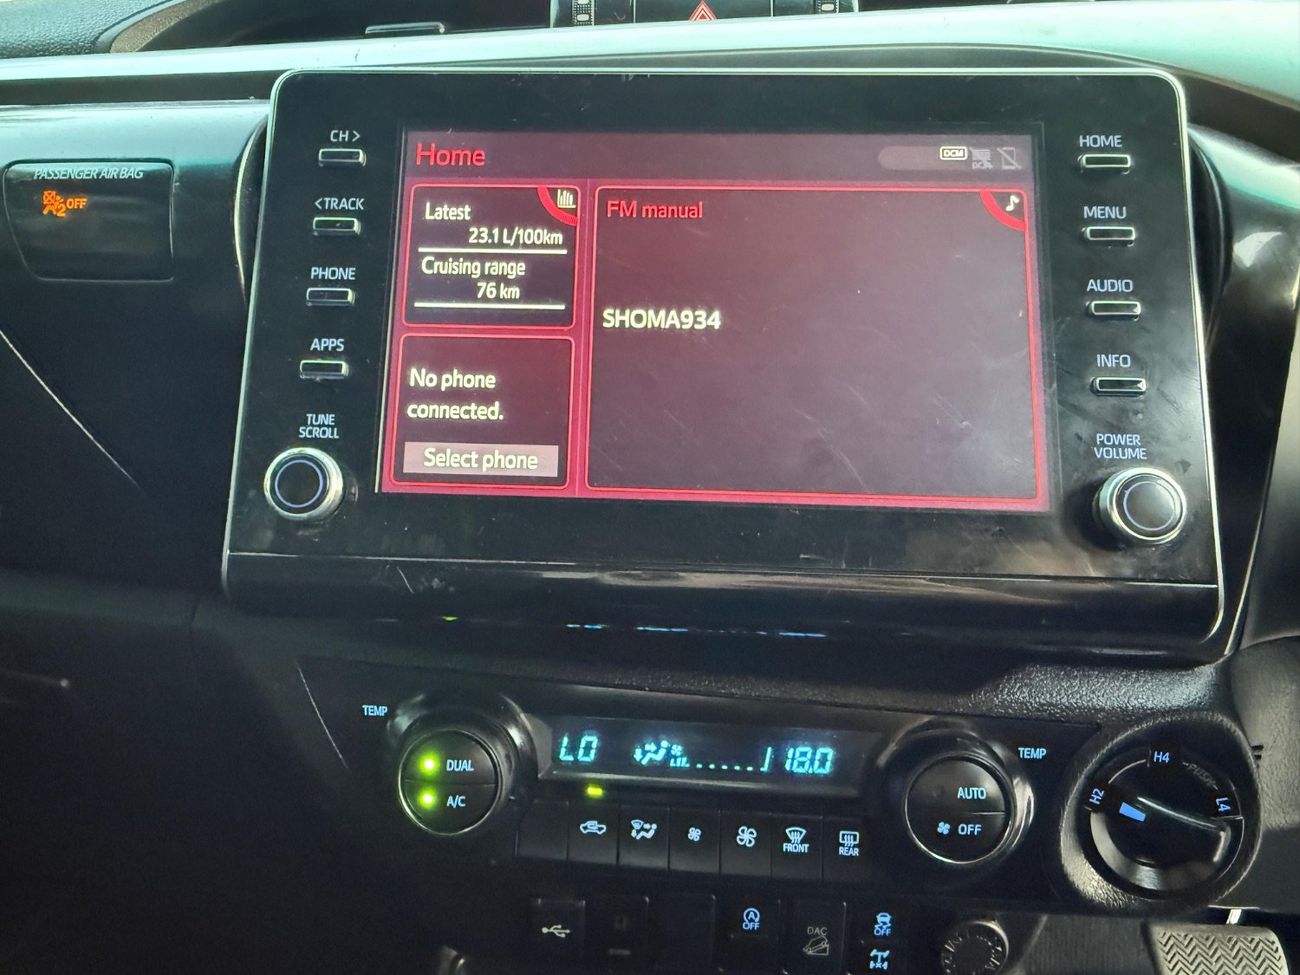 PASSENGER AIR BAG
2 OFF
CH >
< TRACK
PHONE
APPS
TUNE
SCROLL
Home
DCM
Latest
23.1 L/100km
Cruising range
76 km
No phone
connected.
Select phone
FM manual
SHOMA934
HOME
MENU
AUDIO
INFO
POWER
VOLUME
TEMP
DUAL
A/C
LO
18.0
FRONT
REAR
TEMP
AUTO
OFF
H2
H4
L4
PUSH
A OFF
DAC
OFF